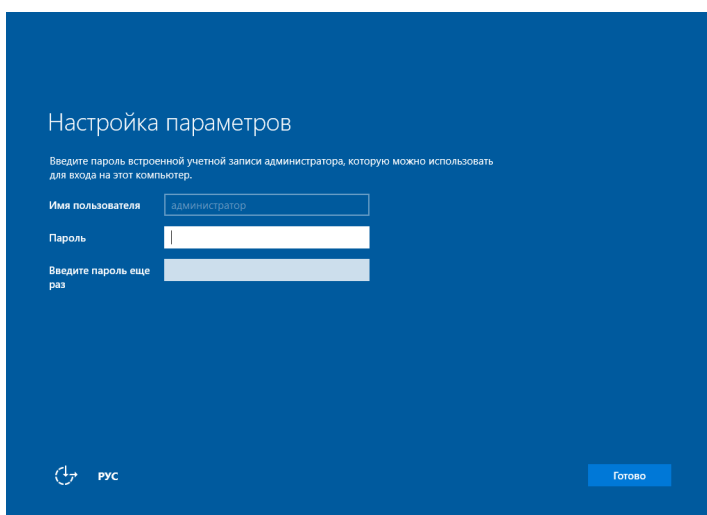 Настройка параметров
Введите пароль встроенной учетной записи администратора, которую можно использовать
для входа на этот компьютер.
Имя пользователя администратор
Пароль
Введите пароль еще
раз
РУС Готово